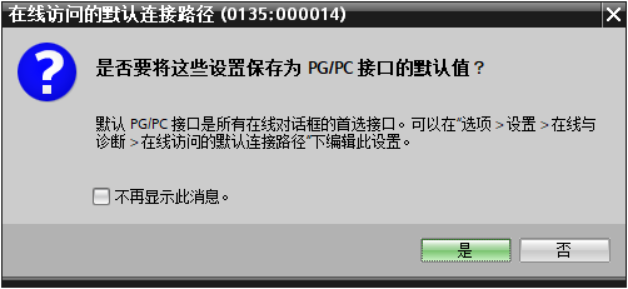 在线访问的默认连接路径 (0135:000014)
是否要将这些设置保存为 PG/PC 接口的默认值？
默认 PG/PC 接口是所有在线对话框的首选接口。可以在“选项 > 设置 > 在线与
诊断 > 在线访问的默认连接路径”下编辑此设置。
不再显示此消息。
是
否